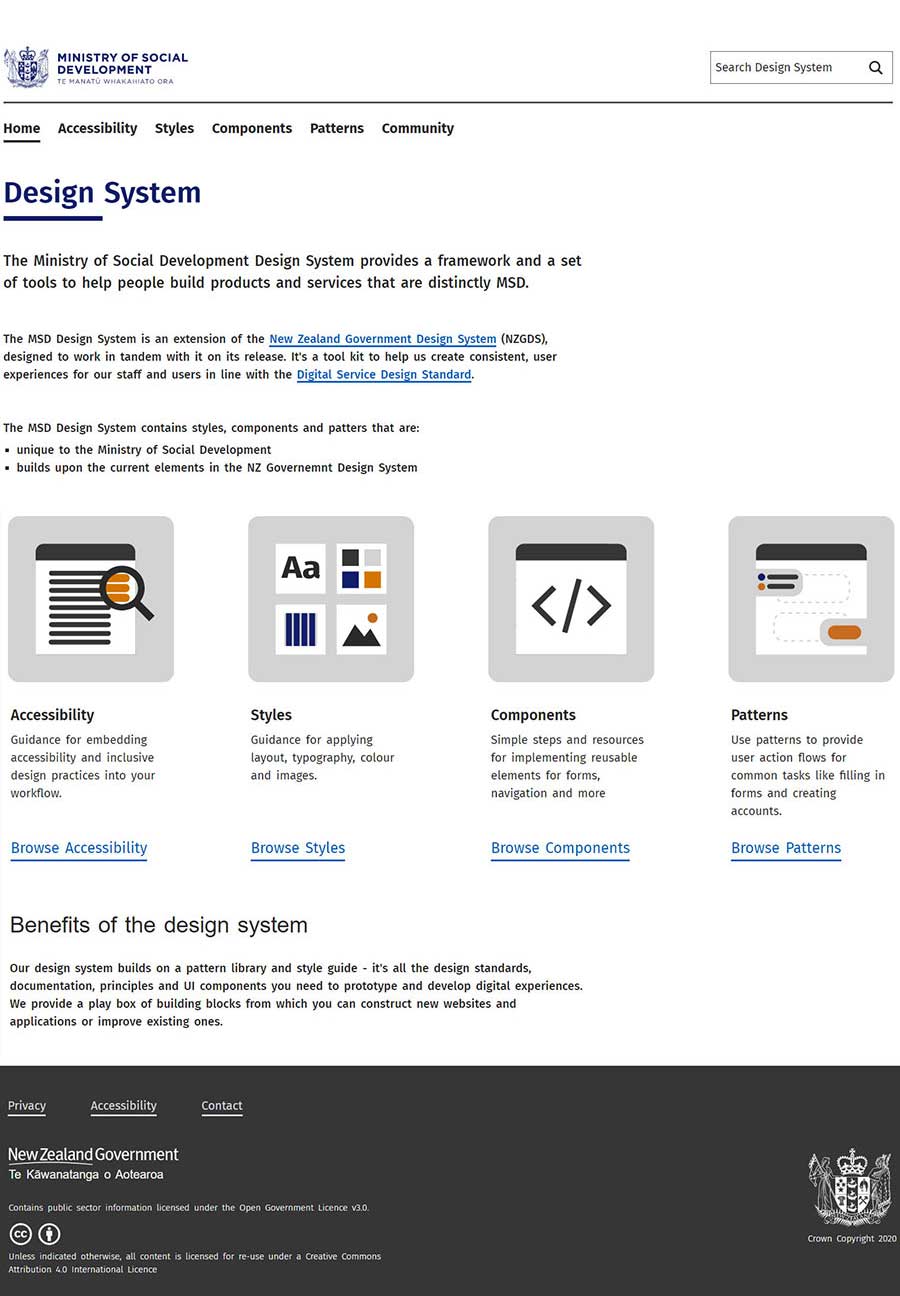 MINISTRY OF SOCIAL
DEVELOPMENT
TE MANATŪ WHAKAHIATO ORA
Search Design System
Home Accessibility Styles Components Patterns Community
Design System
The Ministry of Social Development Design System provides a framework and a set
of tools to help people build products and services that are distinctly MSD.
The MSD Design System is an extension of the New Zealand Government Design System (NZGDS),
designed to work in tandem with it on its release. It's a tool kit to help us create consistent, user
experiences for our staff and users in line with the Digital Service Design Standard.
The MSD Design System contains styles, components and patters that are:
▪ unique to the Ministry of Social Development
▪ builds upon the current elements in the NZ Governemnt Design System
Aa
</>
Accessibility
Guidance for embedding
accessibility and inclusive
design practices into your
workflow.
Browse Accessibility
Styles
Guidance for applying
layout, typography, colour
and images.
Browse Styles
Components
Simple steps and resources
for implementing reusable
elements for forms,
navigation and more
Browse Components
Patterns
Use patterns to provide
user action flows for
common tasks like filling in
forms and creating
accounts.
Browse Patterns
Benefits of the design system
Our design system builds on a pattern library and style guide - it's all the design standards,
documentation, principles and UI components you need to prototype and develop digital experiences.
We provide a play box of building blocks from which you can construct new websites and
applications or improve existing ones.
Privacy Accessibility Contact
New Zealand Government
Te Kāwanatanga o Aotearoa
Contains public sector information licensed under the Open Government Licence v3.0.
cc
Unless indicated otherwise, all content is licensed for re-use under a Creative Commons
Attribution 4.0 International Licence
Crown Copyright 2020